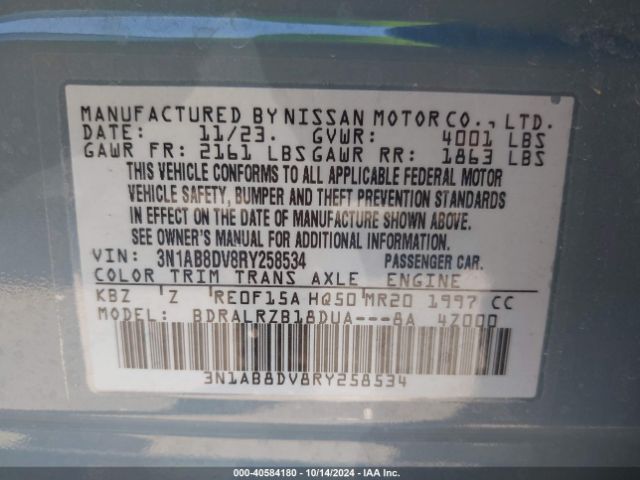 MANUFACTURED BY NISSAN MOTOR CO., LTD.
DATE: 11/23. GVWR: 4001 LBS
GAWR FR: 2161 LBS GAWR RR: 1863 LBS
THIS VEHICLE CONFORMS TO ALL APPLICABLE FEDERAL MOTOR
VEHICLE SAFETY, BUMPER AND THEFT PREVENTION STANDARDS
IN EFFECT ON THE DATE OF MANUFACTURE SHOWN ABOVE.
SEE OWNER'S MANUAL FOR ADDITIONAL INFORMATION.
VIN: 3N1AB8DV8RY258534 PASSENGER CAR.
COLOR TRIM TRANS AXLE ENGINE
KBZ Z RE0F15A HQ50 MR20 1997 CC
MODEL: BDRALRZB18DUA---8A 4Z000
3N1AB8DV8RY258534
000-40584180 - 10/14/2024 - IAA Inc.